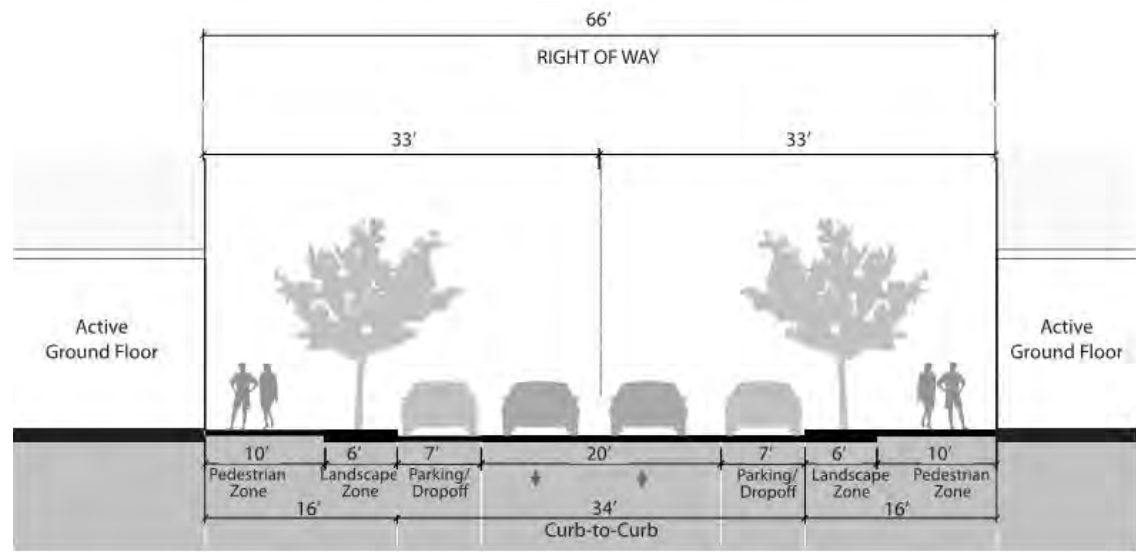 66′
RIGHT OF WAY
33′ 33′
Active
Ground Floor
Active
Ground Floor
10′ 6′ 7′ 20′ 7′ 6′ 10′
Pedestrian Landscape Parking/ Parking/ Landscape Pedestrian
Zone Zone Dropoff Dropoff Zone Zone
16′ 34′ 16′
Curb-to-Curb